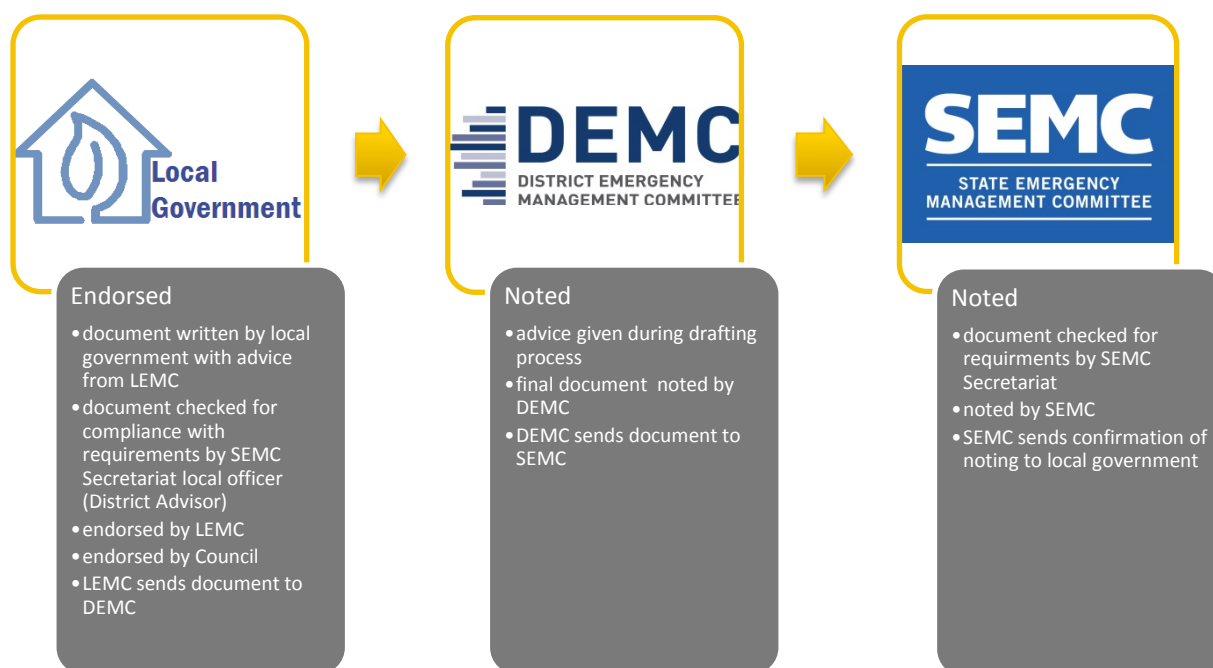 Local
Government
DEMC
DISTRICT EMERGENCY
MANAGEMENT COMMITTEE
SEMC
STATE EMERGENCY
MANAGEMENT COMMITTEE
Endorsed
•document written by local
government with advice
from LEMC
•document checked for
compliance with
requirements by SEMC
Secretariat local officer
(District Advisor)
•endorsed by LEMC
•endorsed by Council
•LEMC sends document to
DEMC
Noted
•advice given during drafting
process
•final document noted by
DEMC
•DEMC sends document to
SEMC
Noted
•document checked for
requirments by SEMC
Secretariat
•noted by SEMC
•SEMC sends confirmation of
noting to local government